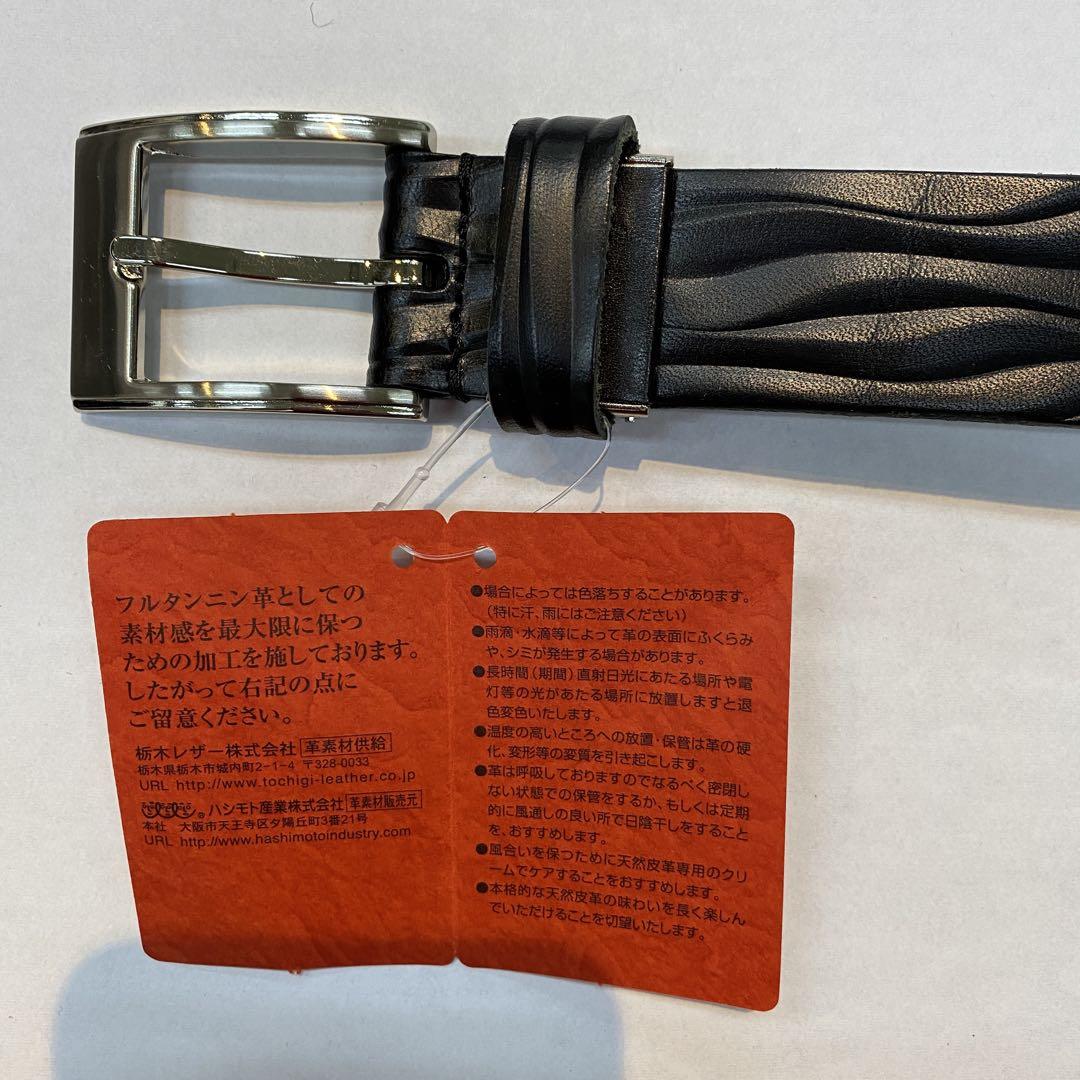 フルタンニン革としての
素材感を最大限に保つ
ための加工を施しております。
したがって右記の点に
ご留意ください。
栃木レザー株式会社 革素材供給
栃木県栃木市城内町2-1-4 〒328-0033
URL http://www.tochigi-leather.co.jp
® ハシモト産業株式会社 革素材販売元
本社 大阪市天王寺区夕陽丘町3番21号
URL http://www.hashimotoindustry.com
●場合によっては色落ちすることがあります。
（特に汗、雨にはご注意ください）
●雨滴・水滴等によって革の表面にふくらみ
や、シミが発生する場合があります。
●長時間（期間）直射日光にあたる場所や電
灯等の光があたる場所に放置しますと退
色変色いたします。
●温度の高いところへの放置・保管は革の硬
化、変形等の変質を引き起こします。
●革は呼吸しておりますのでなるべく密閉し
ない状態での保管をするか、もしくは定期
的に風通しの良い所で日陰干しをすること
を、おすすめします。
●風合いを保つために天然皮革専用のクリ
ームでケアすることをおすすめします。
●本格的な天然皮革の味わいを長く楽しん
でいただけることを切望いたします。